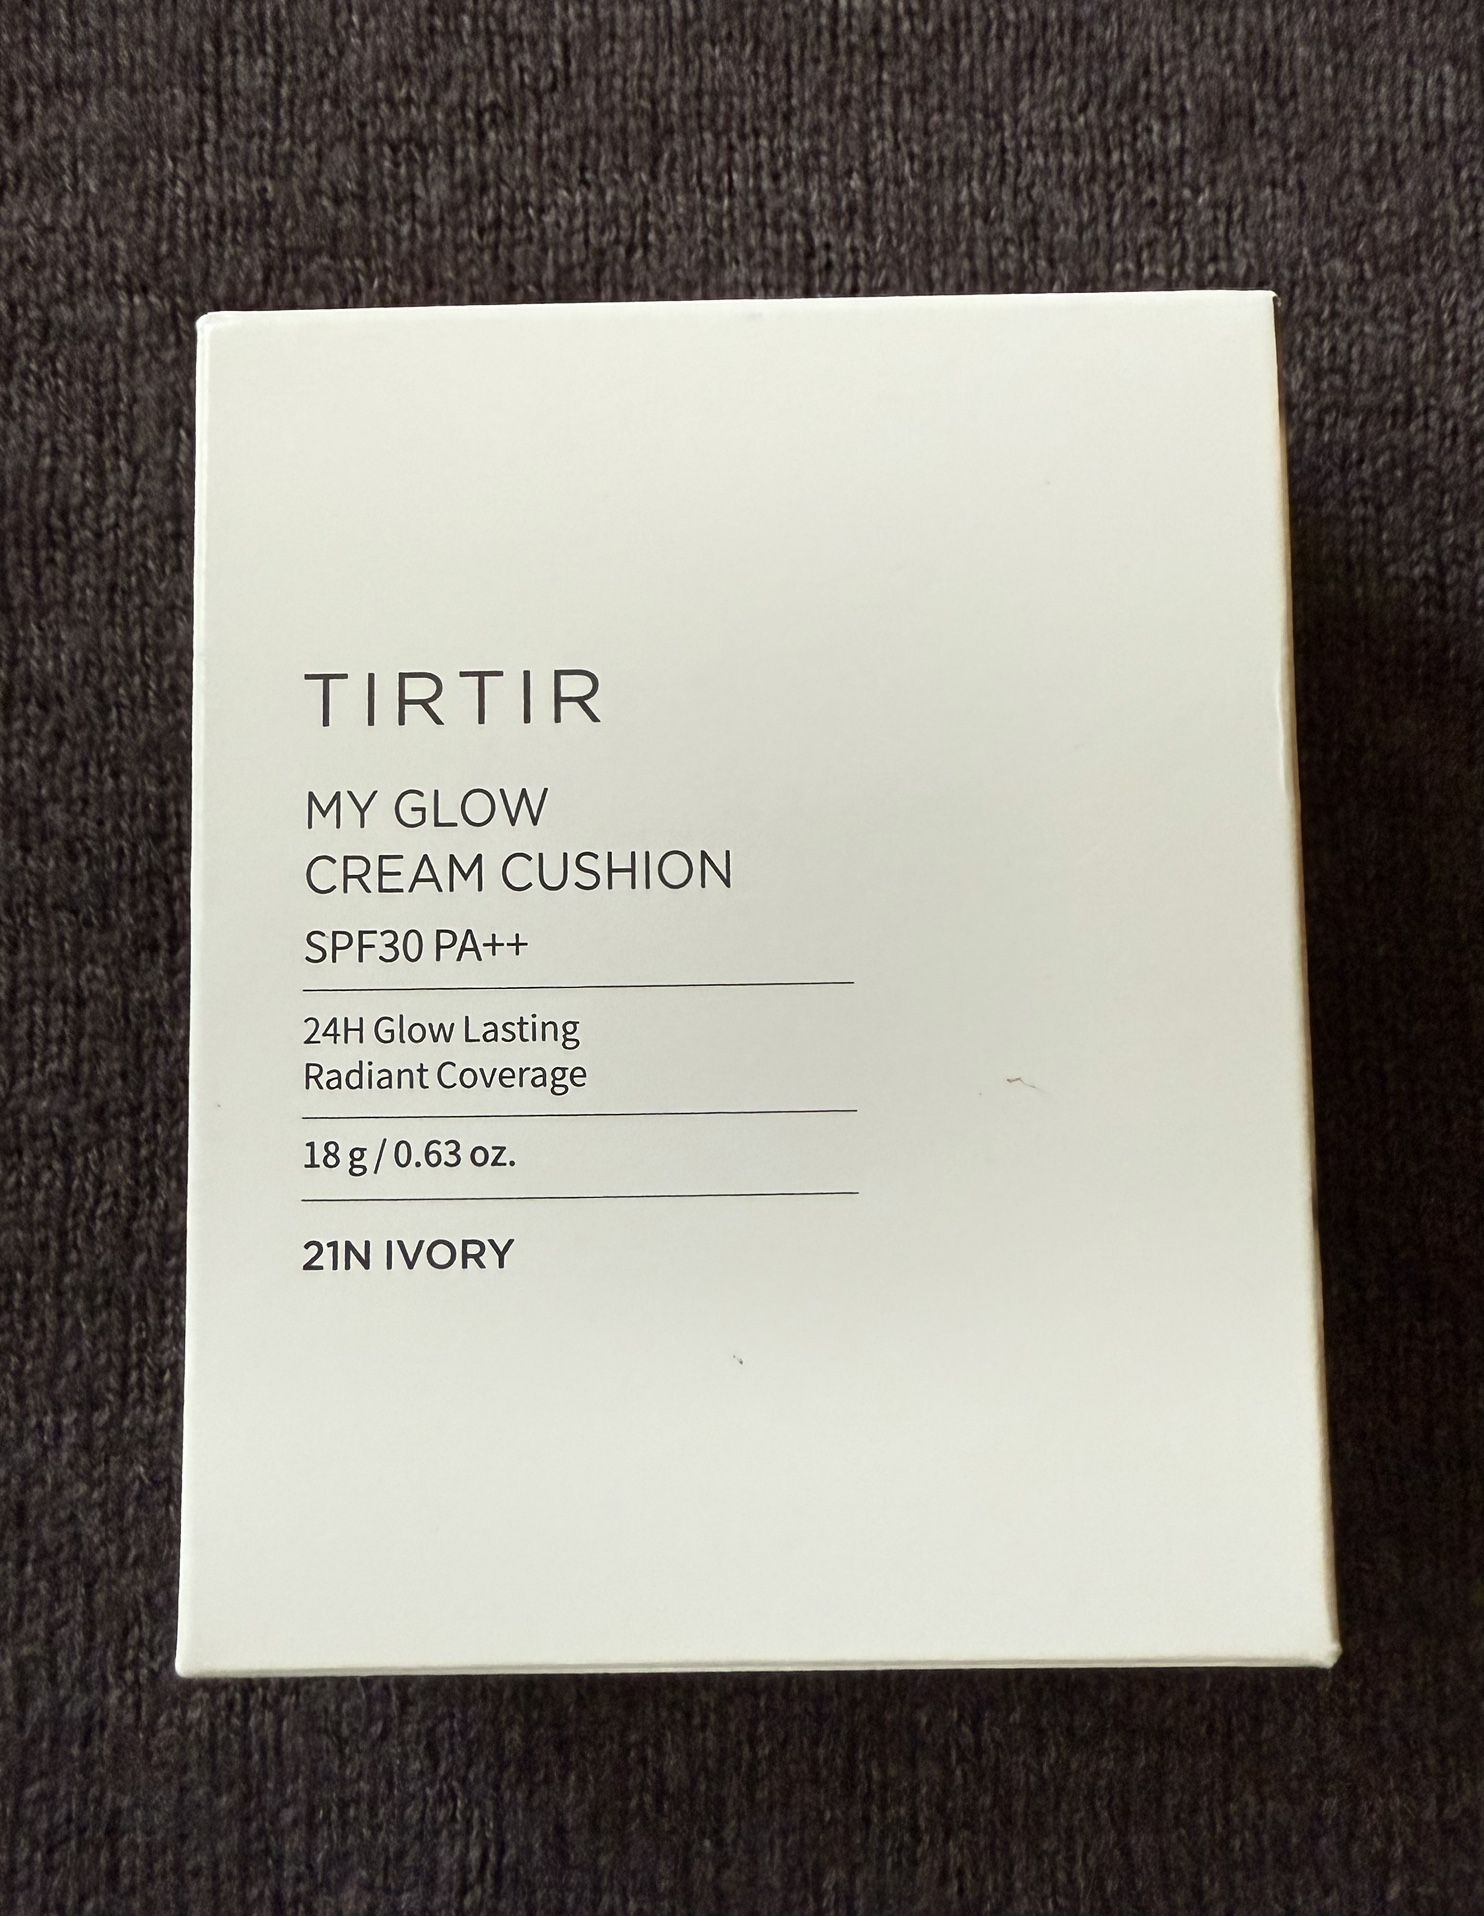 TIRTIR
MY GLOW
CREAM CUSHION
SPF30 PA++
24H Glow Lasting
Radiant Coverage
18 g / 0.63 oz.
21N IVORY